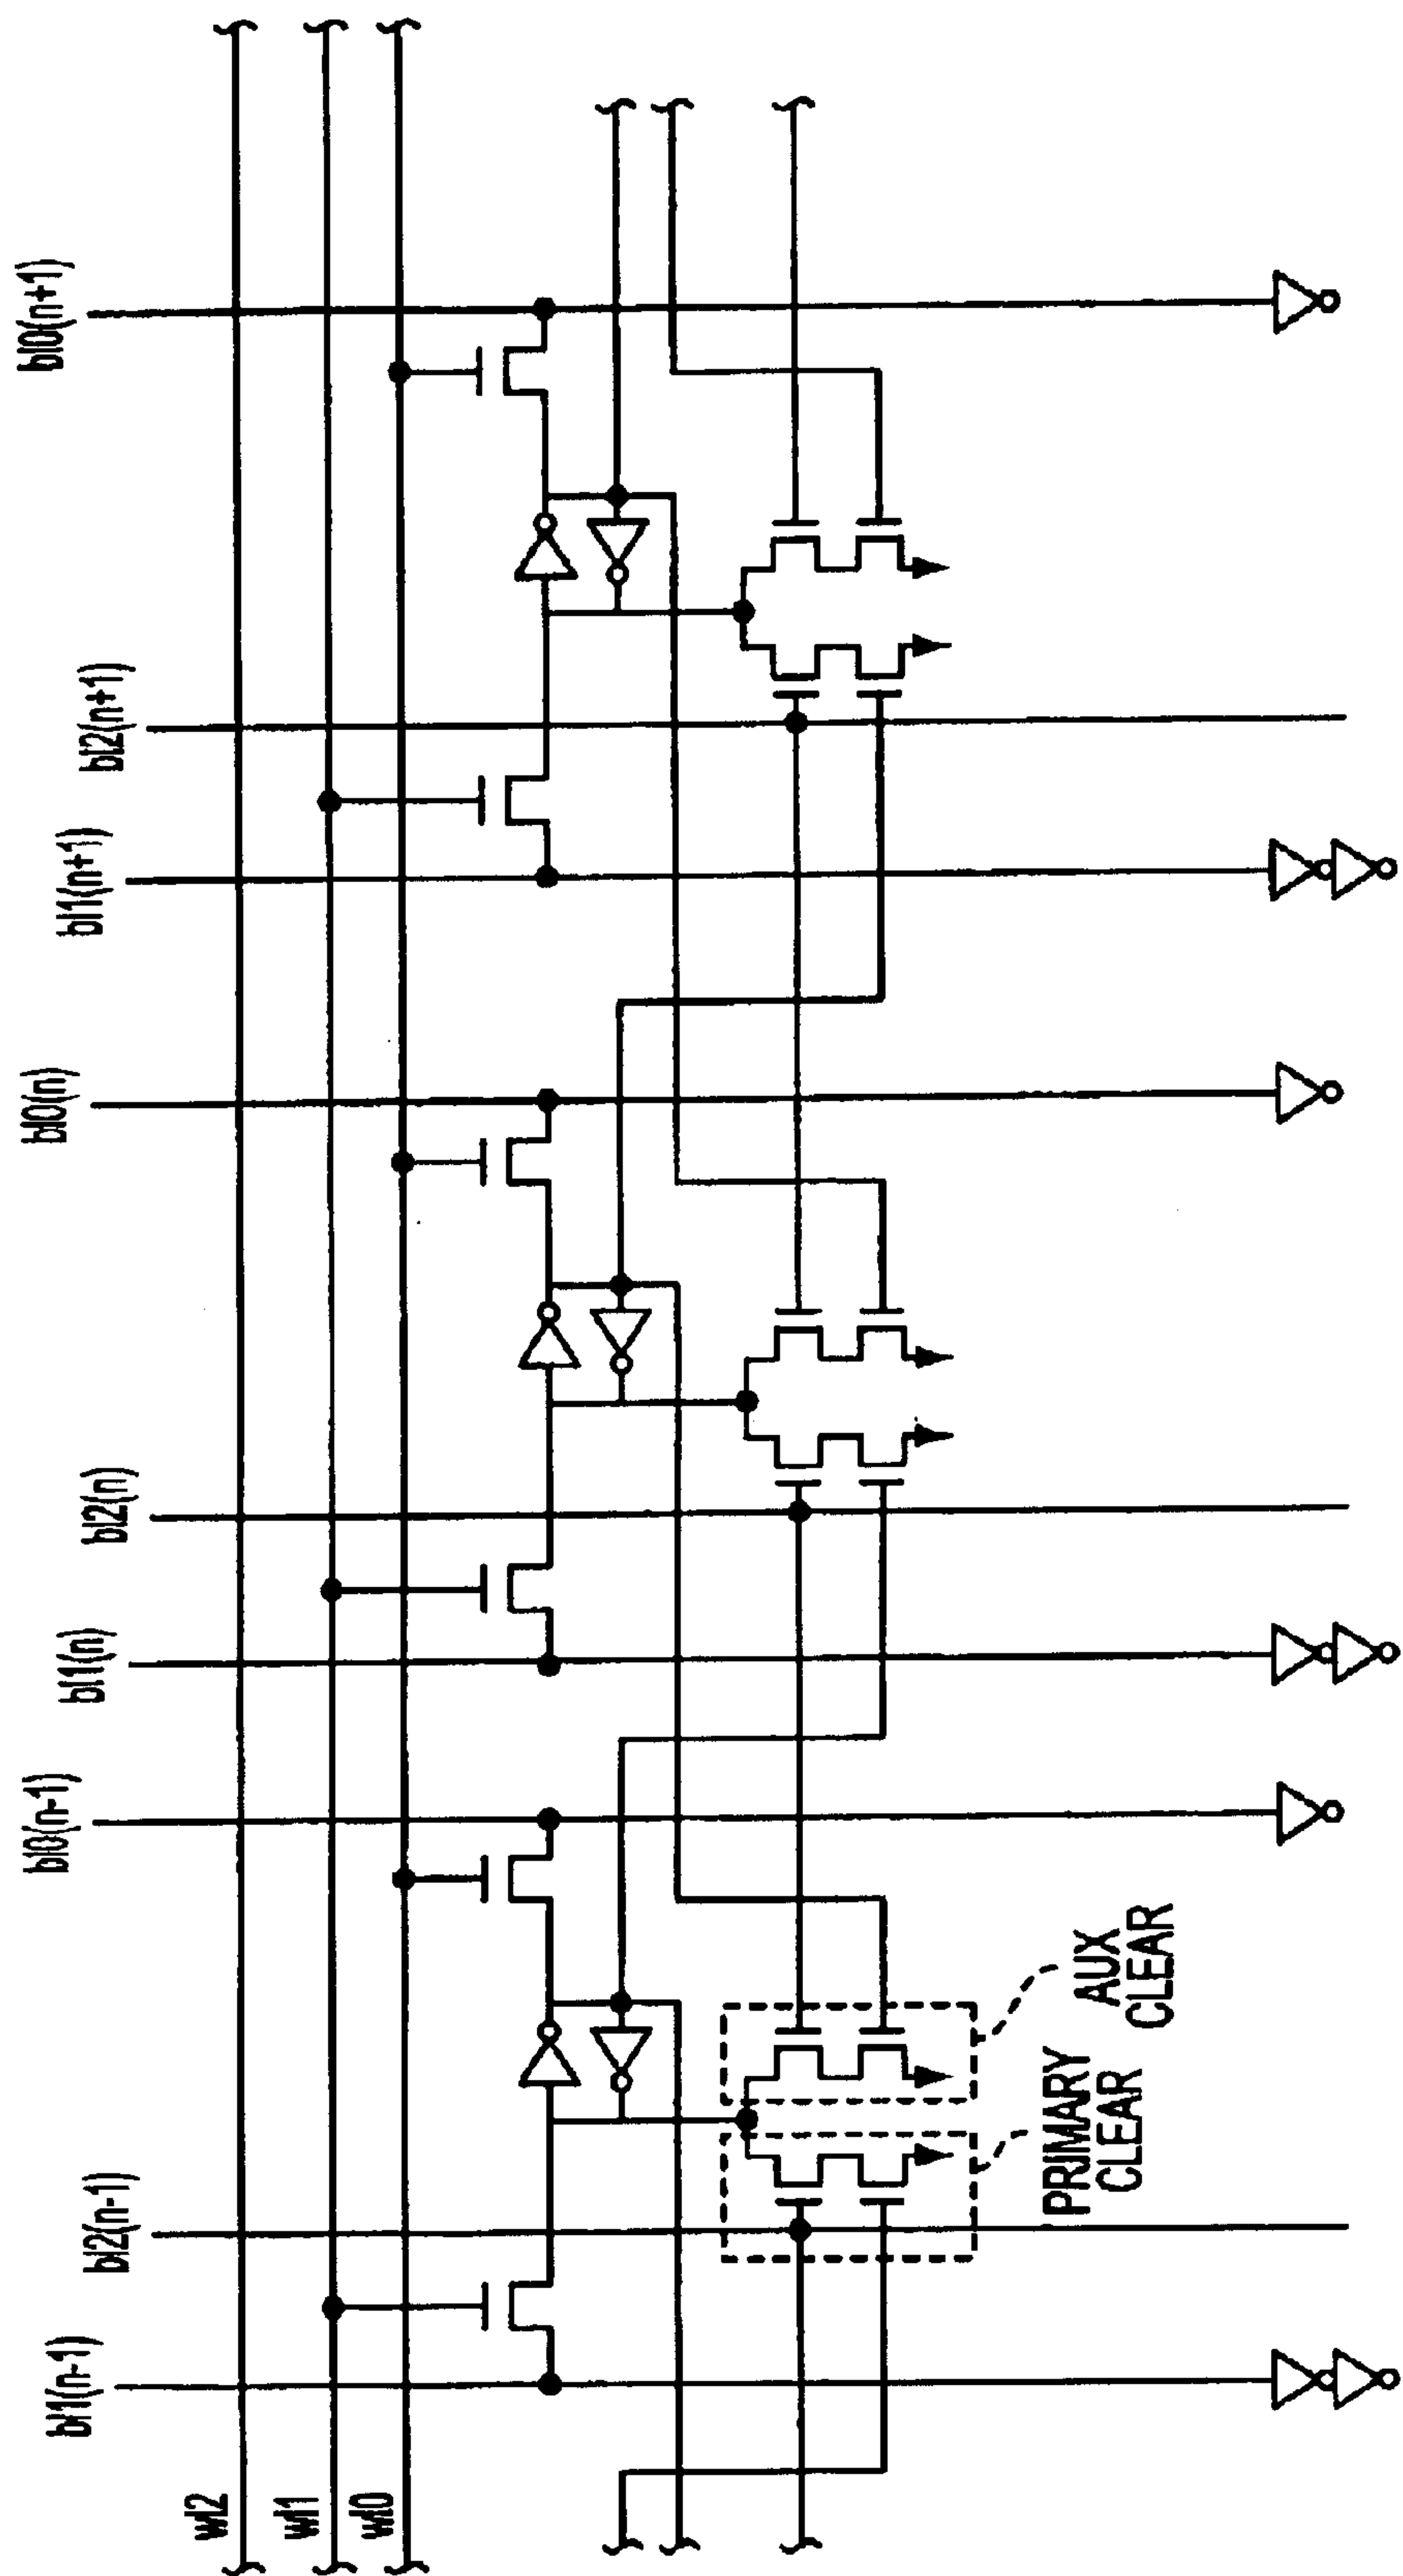 bl1(n-1)
bl2(n-1)
bl0(n-1)
bl1(n)
bl2(n)
bl0(n)
bl1(n+1)
bl2(n+1)
bl0(n+1)
wl2
wl1
wl0
PRIMARY
CLEAR
AUX
CLEAR